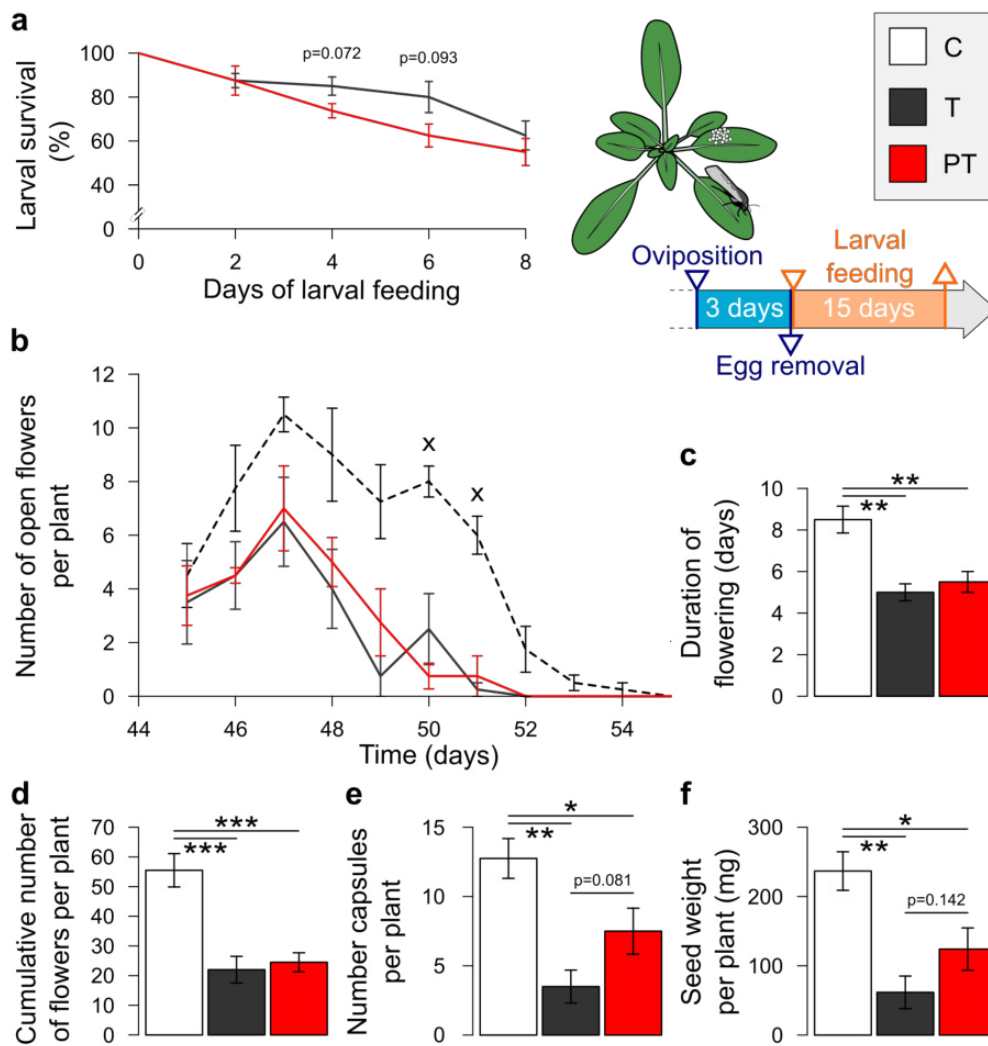 a
Larval survival
(%)
100
80
60
40
0
p=0.072
p=0.093
0 2 4 6 8
Days of larval feeding
C
T
PT
Oviposition
Larval
feeding
3 days
15 days
Egg removal
b
Number of open flowers
per plant
12
10
8
6
4
2
0
x
x
44 46 48 50 52 54
Time (days)
c
Duration of
flowering (days)
10
8
6
4
2
0
**
**
d
Cumulative number
of flowers per plant
70
60
50
40
30
20
10
0
***
***
e
Number capsules
per plant
15
10
5
0
*
**
p=0.081
f
Seed weight
per plant (mg)
300
200
100
0
*
**
p=0.142